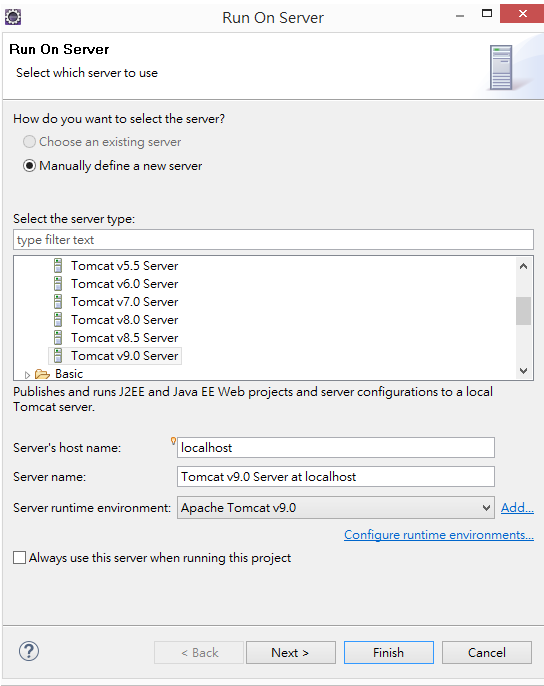 Run On Server
Run On Server
Select which server to use
How do you want to select the server?
Choose an existing server
Manually define a new server
Select the server type:
type filter text
Tomcat v5.5 Server
Tomcat v6.0 Server
Tomcat v7.0 Server
Tomcat v8.0 Server
Tomcat v8.5 Server
Tomcat v9.0 Server
Basic
Publishes and runs J2EE and Java EE Web projects and server configurations to a local
Tomcat server.
Server's host name: localhost
Server name: Tomcat v9.0 Server at localhost
Server runtime environment: Apache Tomcat v9.0 Add...
Configure runtime environments...
Always use this server when running this project
? < Back Next > Finish Cancel